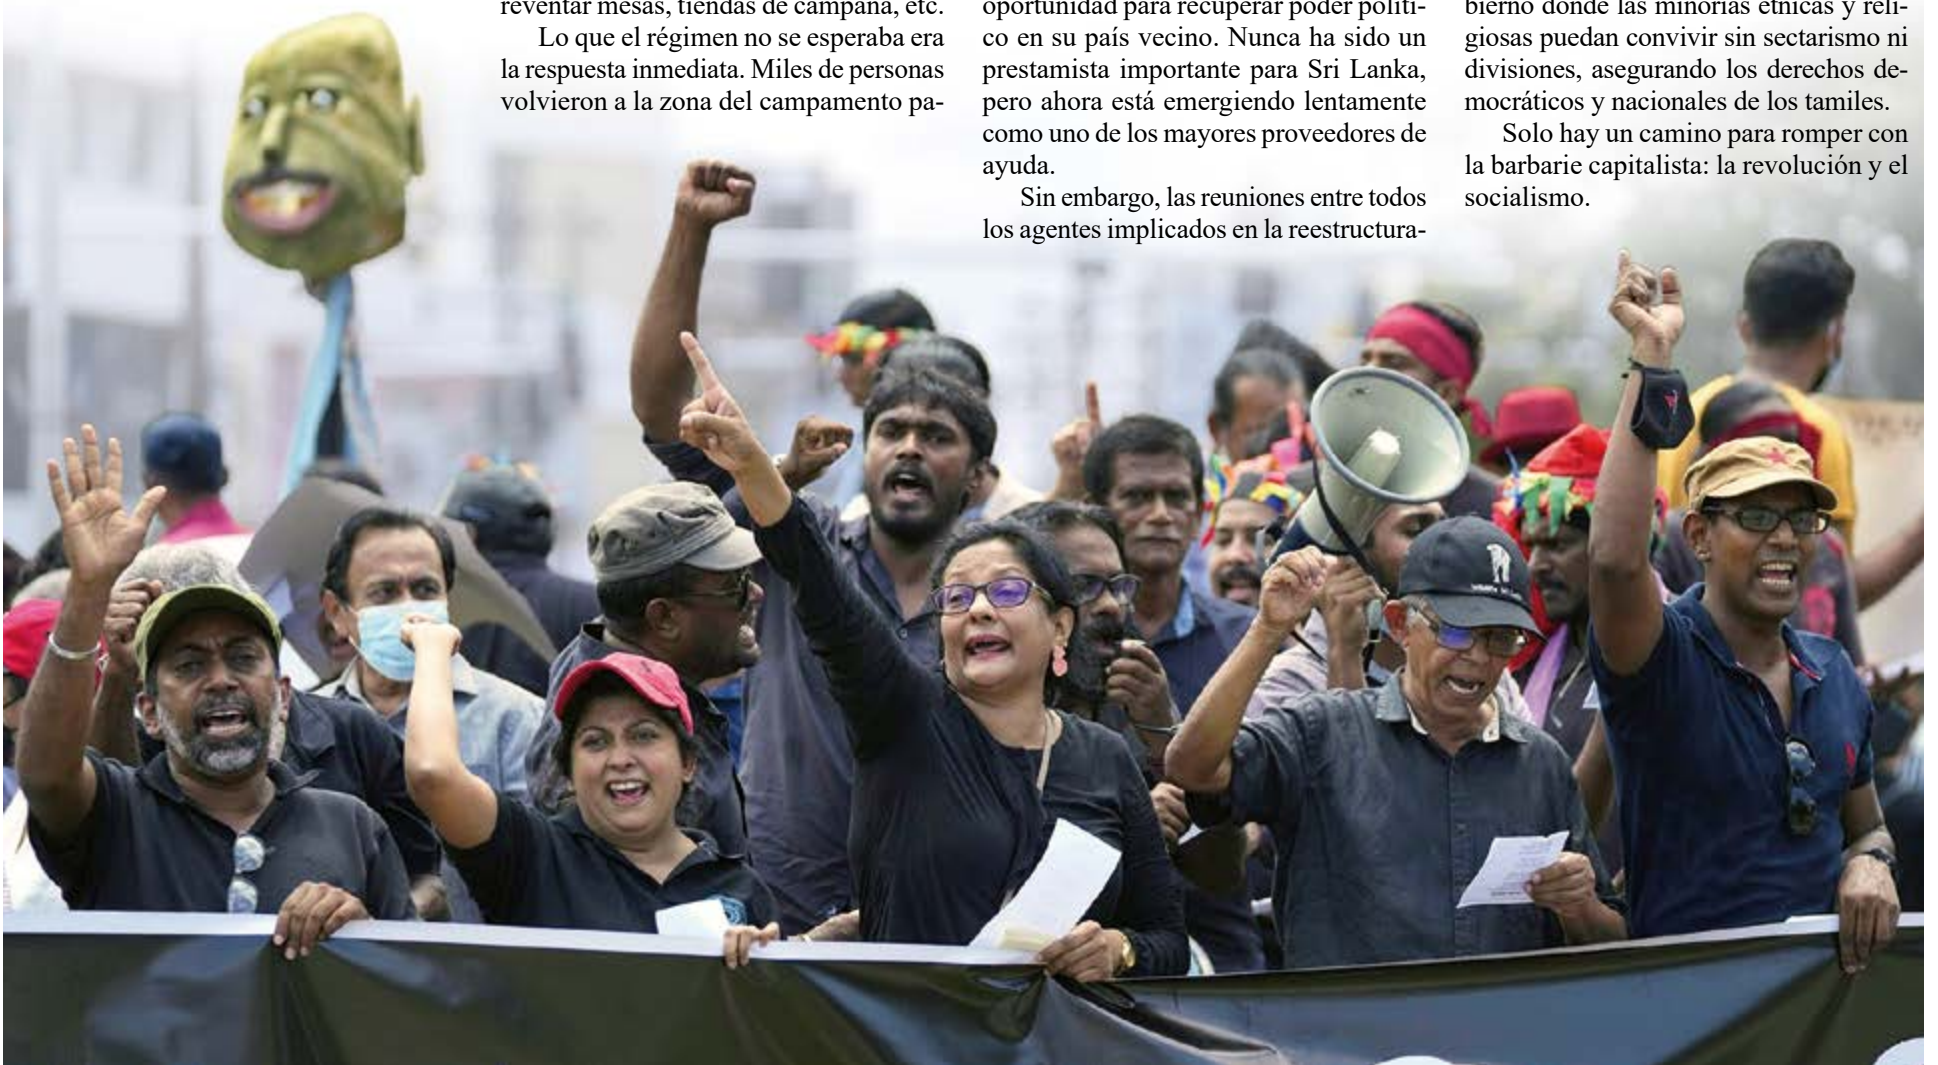 reventar mesas, tiendas de campaña, etc.
Lo que el régimen no se esperaba era
la respuesta inmediata. Miles de personas
volvieron a la zona del campamento pa-
oportunidad para recuperar poder políti-
co en su país vecino. Nunca ha sido un
prestamista importante para Sri Lanka,
pero ahora está emergiendo lentamente
como uno de los mayores proveedores de
ayuda.
Sin embargo, las reuniones entre todos
los agentes implicados en la reestructura-
bierno donde las minorías étnicas y reli-
giosas puedan convivir sin sectarismo ni
divisiones, asegurando los derechos de-
mocráticos y nacionales de los tamiles.
Solo hay un camino para romper con
la barbarie capitalista: la revolución y el
socialismo.